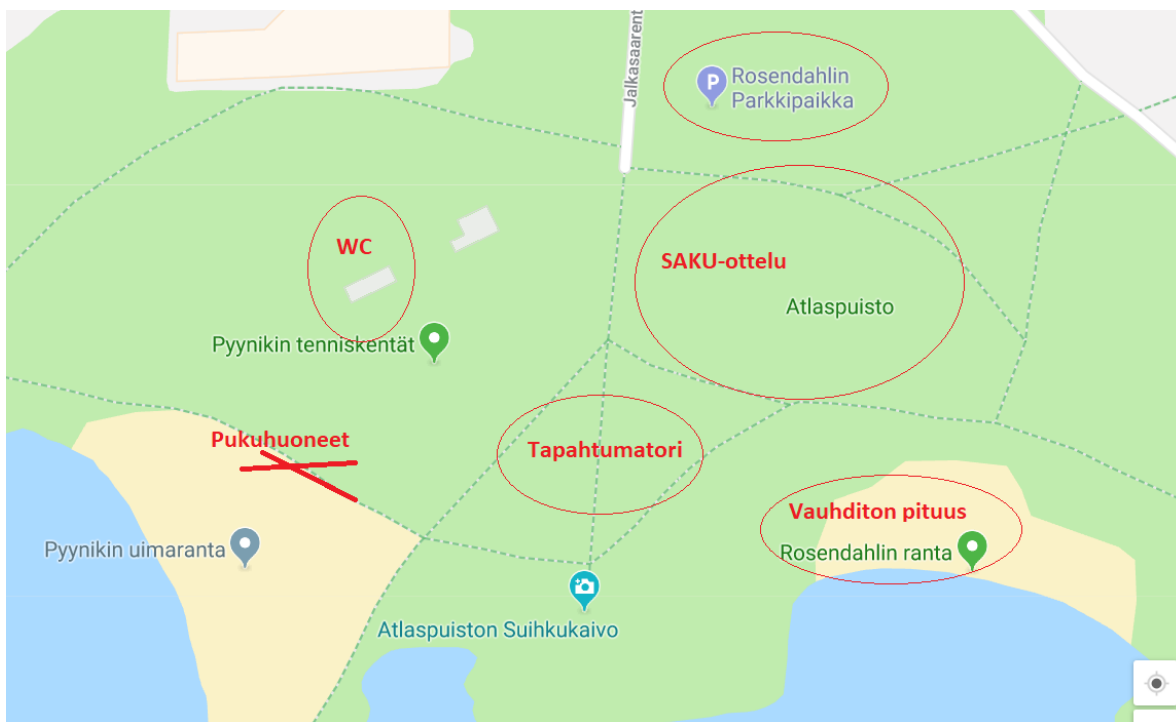 Jalkasaarent
P
Rosendahlin
Parkkipaikka
WC
SAKU-ottelu
Atlaspuisto
Pyynikin tenniskentät
Pukuhuoneet
Tapahtumatori
Vauhditon pituus
Pyynikin uimaranta
Rosendahlin ranta
Atlaspuiston Suihkukaivo